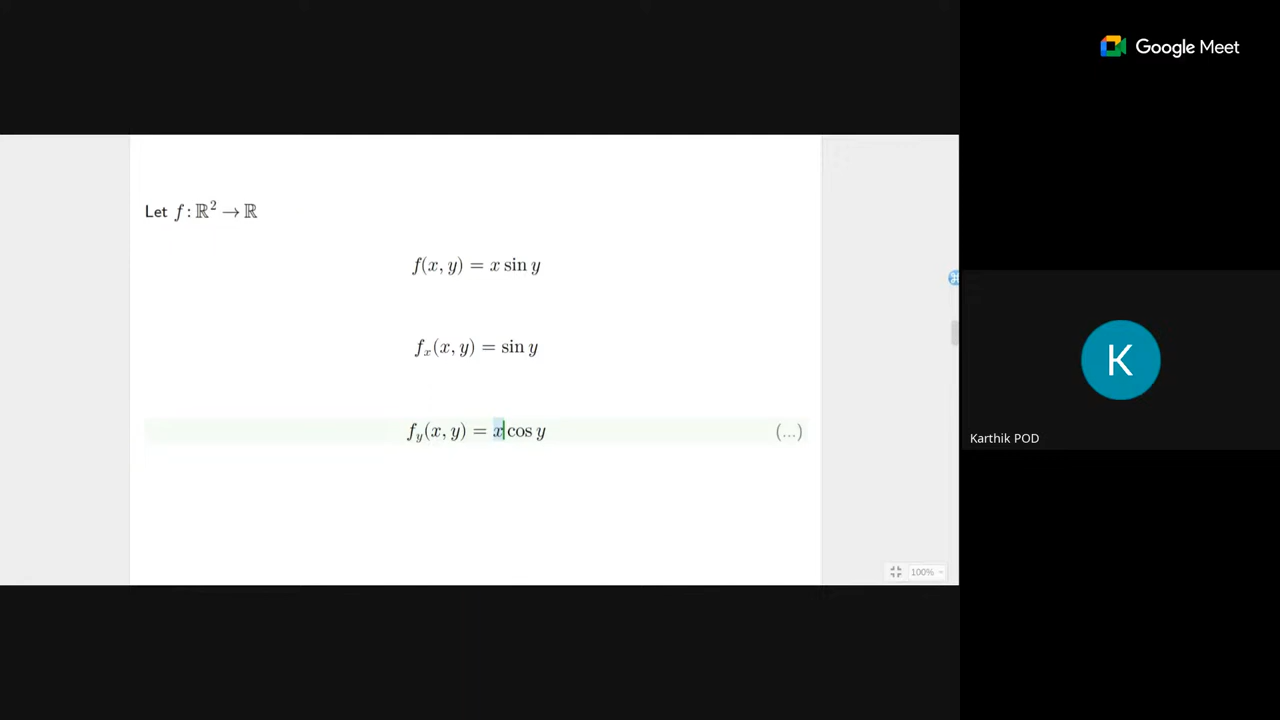 Google Meet
Let f : ℝ² → ℝ
f(x, y) = x sin y
fₓ(x, y) = sin y
f_y(x, y) = x cos y (...)
K
Karthik POD
100%